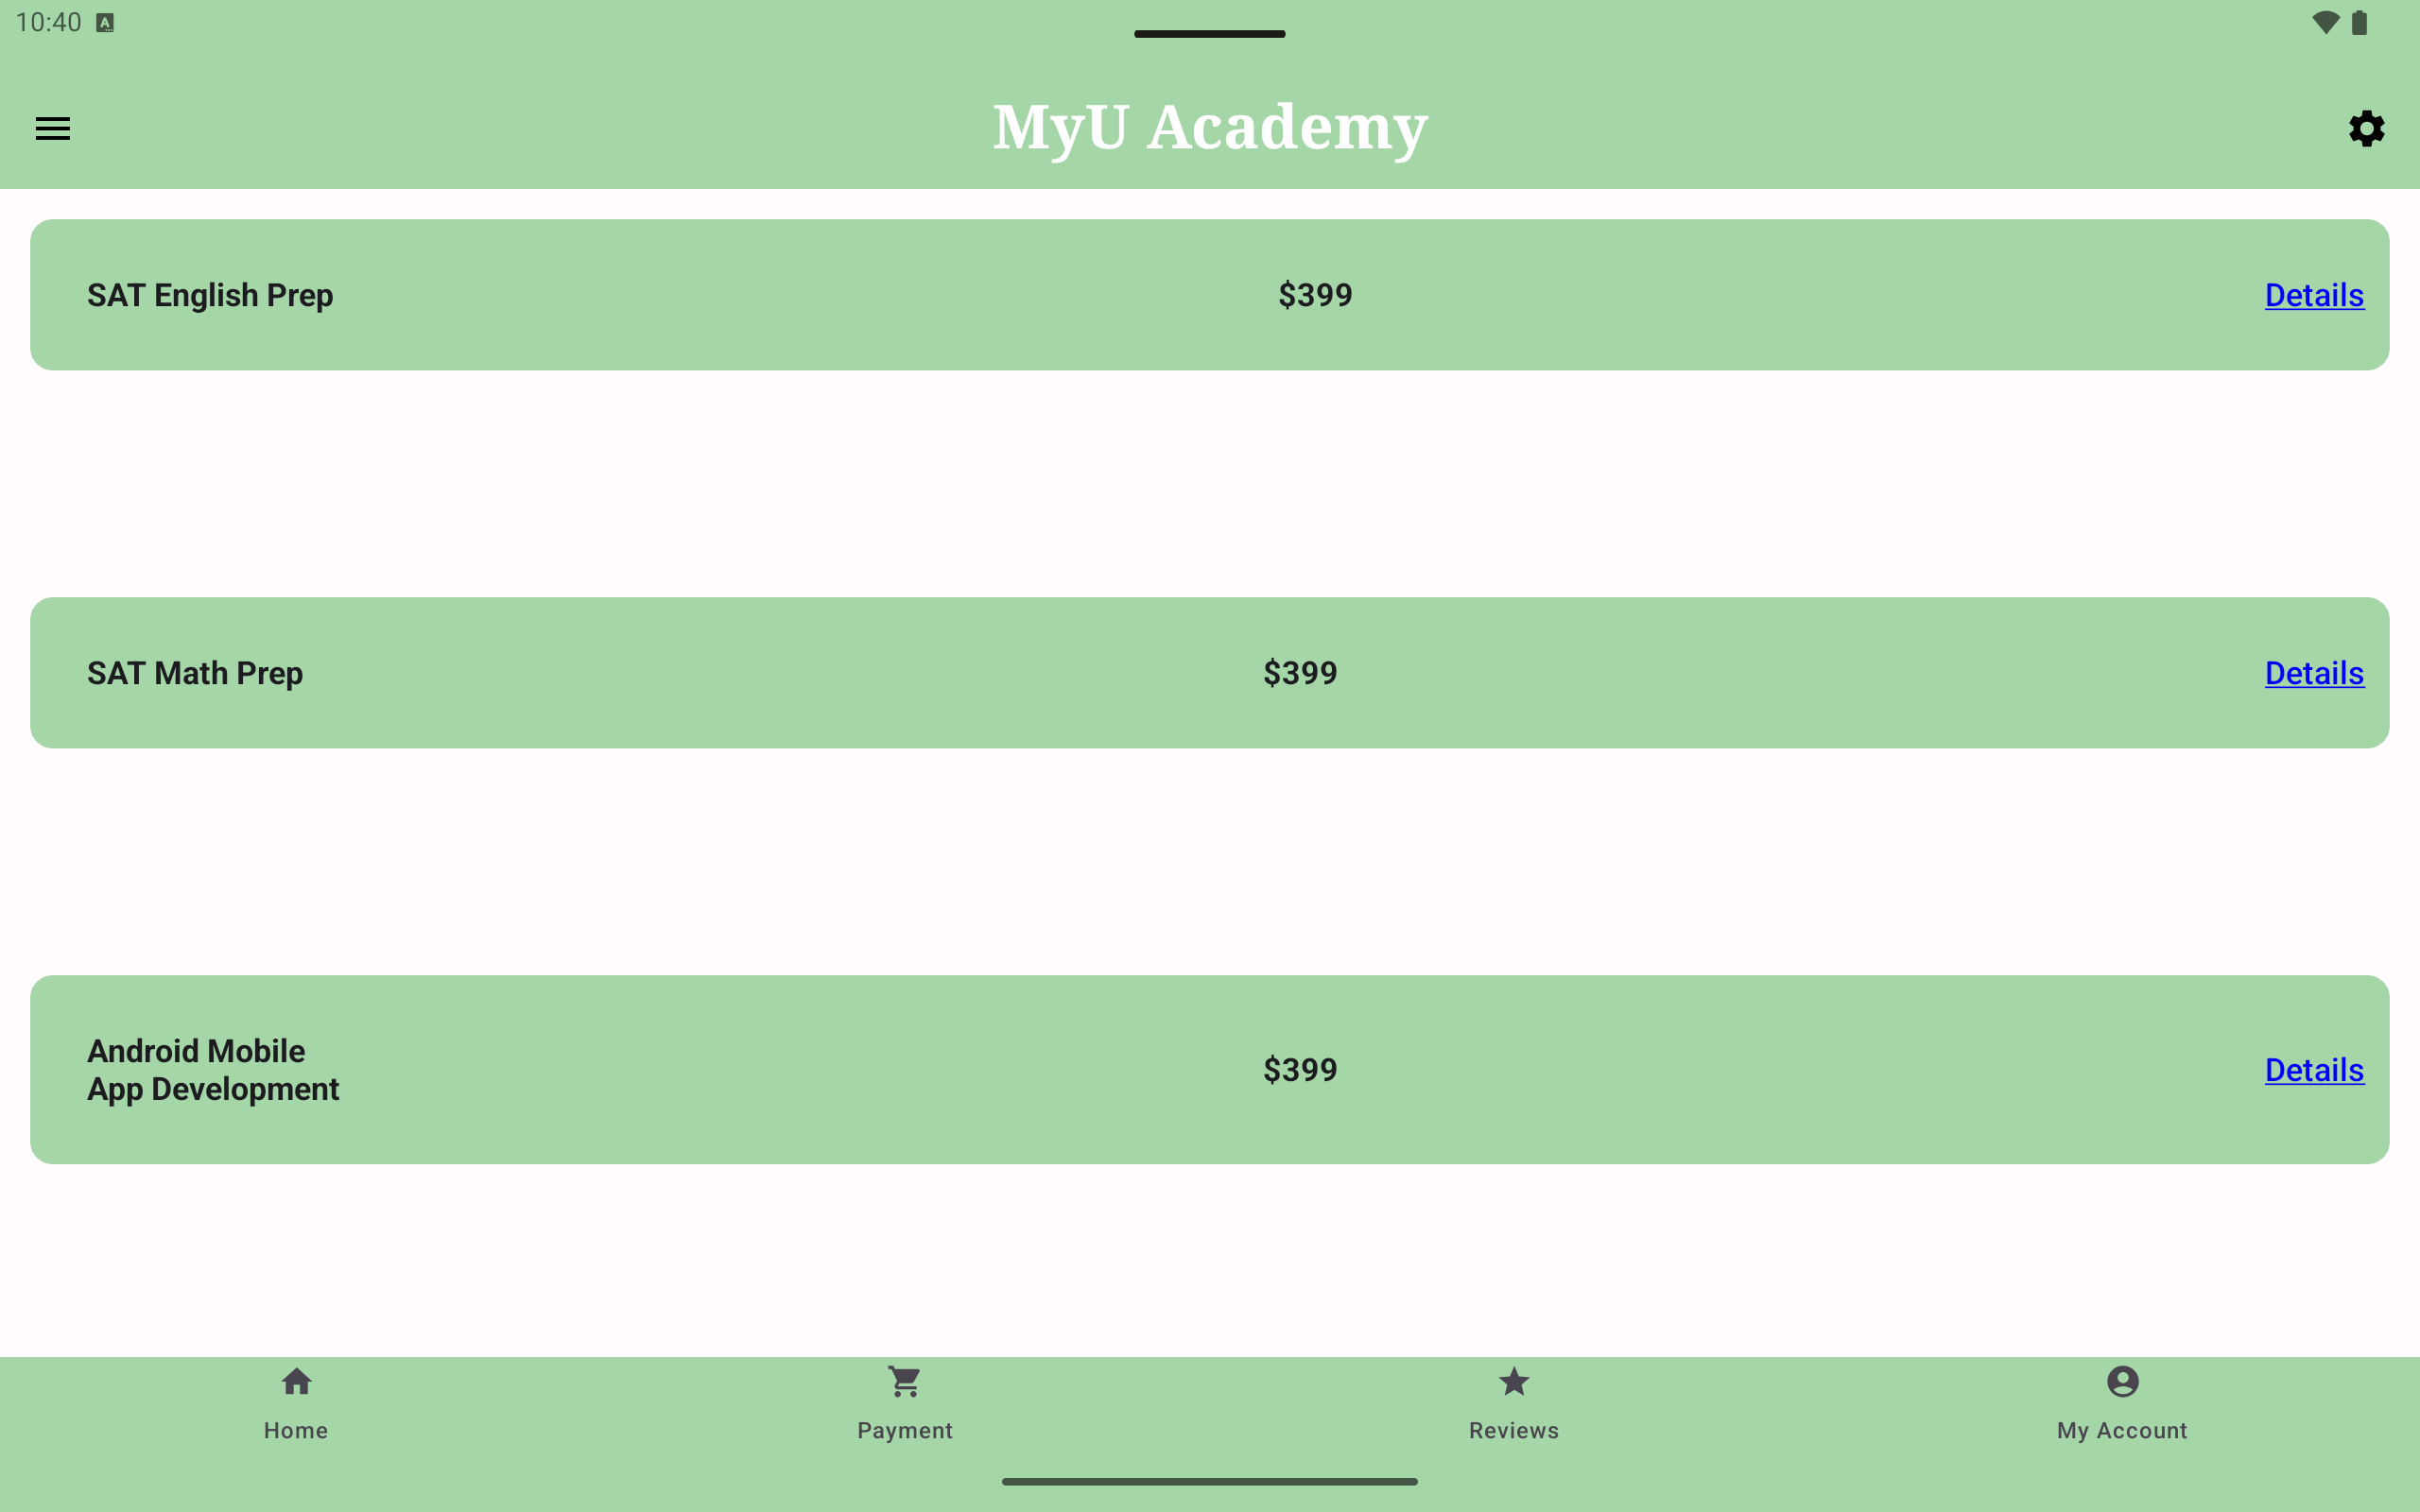 10:40
MyU Academy
SAT English Prep $399 Details
SAT Math Prep $399 Details
Android Mobile
App Development
$399 Details
Home Payment Reviews My Account